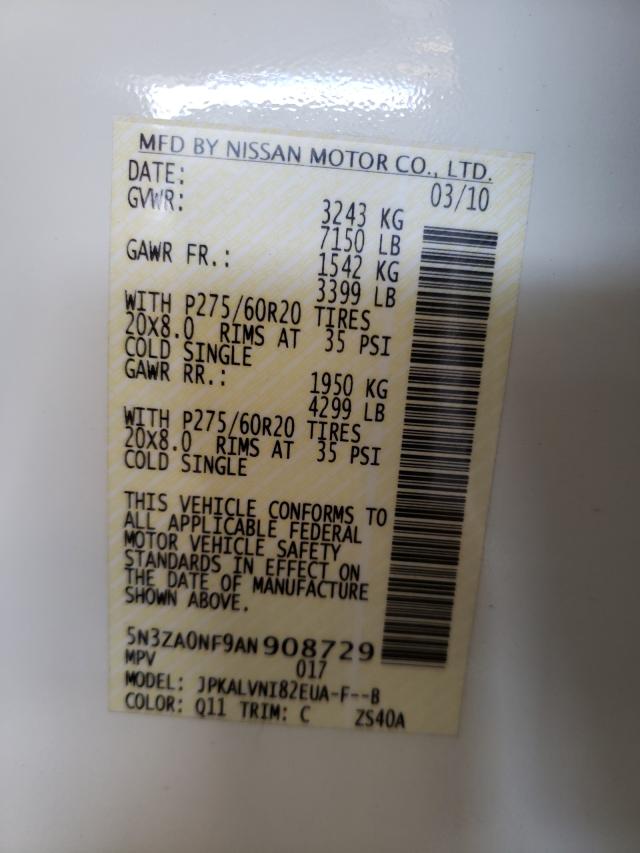 MFD BY NISSAN MOTOR CO., LTD.
DATE: 03/10
GVWR: 3243 KG
7150 LB
GAWR FR.: 1542 KG
3399 LB
WITH P275/60R20 TIRES
20X8.0 RIMS AT 35 PSI
COLD SINGLE
GAWR RR.: 1950 KG
4299 LB
WITH P275/60R20 TIRES
20X8.0 RIMS AT 35 PSI
COLD SINGLE
THIS VEHICLE CONFORMS TO
ALL APPLICABLE FEDERAL
MOTOR VEHICLE SAFETY
STANDARDS IN EFFECT ON
THE DATE OF MANUFACTURE
SHOWN ABOVE.
5N3ZA0NF9AN908729
MPV 017
MODEL: JPKALVNI82EUA-F--B
COLOR: Q11 TRIM: C ZS40A